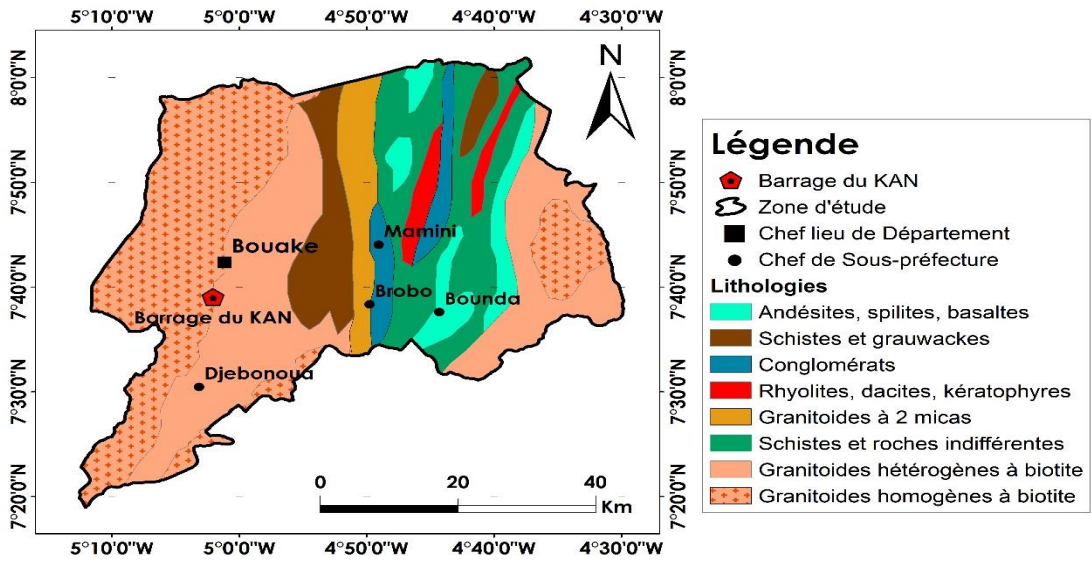 5°10'0"W 5°0'0"W 4°50'0"W 4°40'0"W 4°30'0"W
8°0'0"N 8°0'0"N
N
7°50'0"N 7°50'0"N
Mamini
Bouake
7°40'0"N 7°40'0"N
Brobo Bounda
Barrage du KAN
Djebonoua
7°30'0"N 7°30'0"N
0 20 40
Km
7°20'0"N 7°20'0"N
5°10'0"W 5°0'0"W 4°50'0"W 4°40'0"W 4°30'0"W
Légende
Barrage du KAN
Zone d'étude
Chef lieu de Département
Chef de Sous-préfecture
Lithologies
Andésites, spilites, basaltes
Schistes et grauwackes
Conglomérats
Rhyolites, dacites, kératophyres
Granitoides à 2 micas
Schistes et roches indifférentes
Granitoides hétérogènes à biotite
Granitoides homogènes à biotite